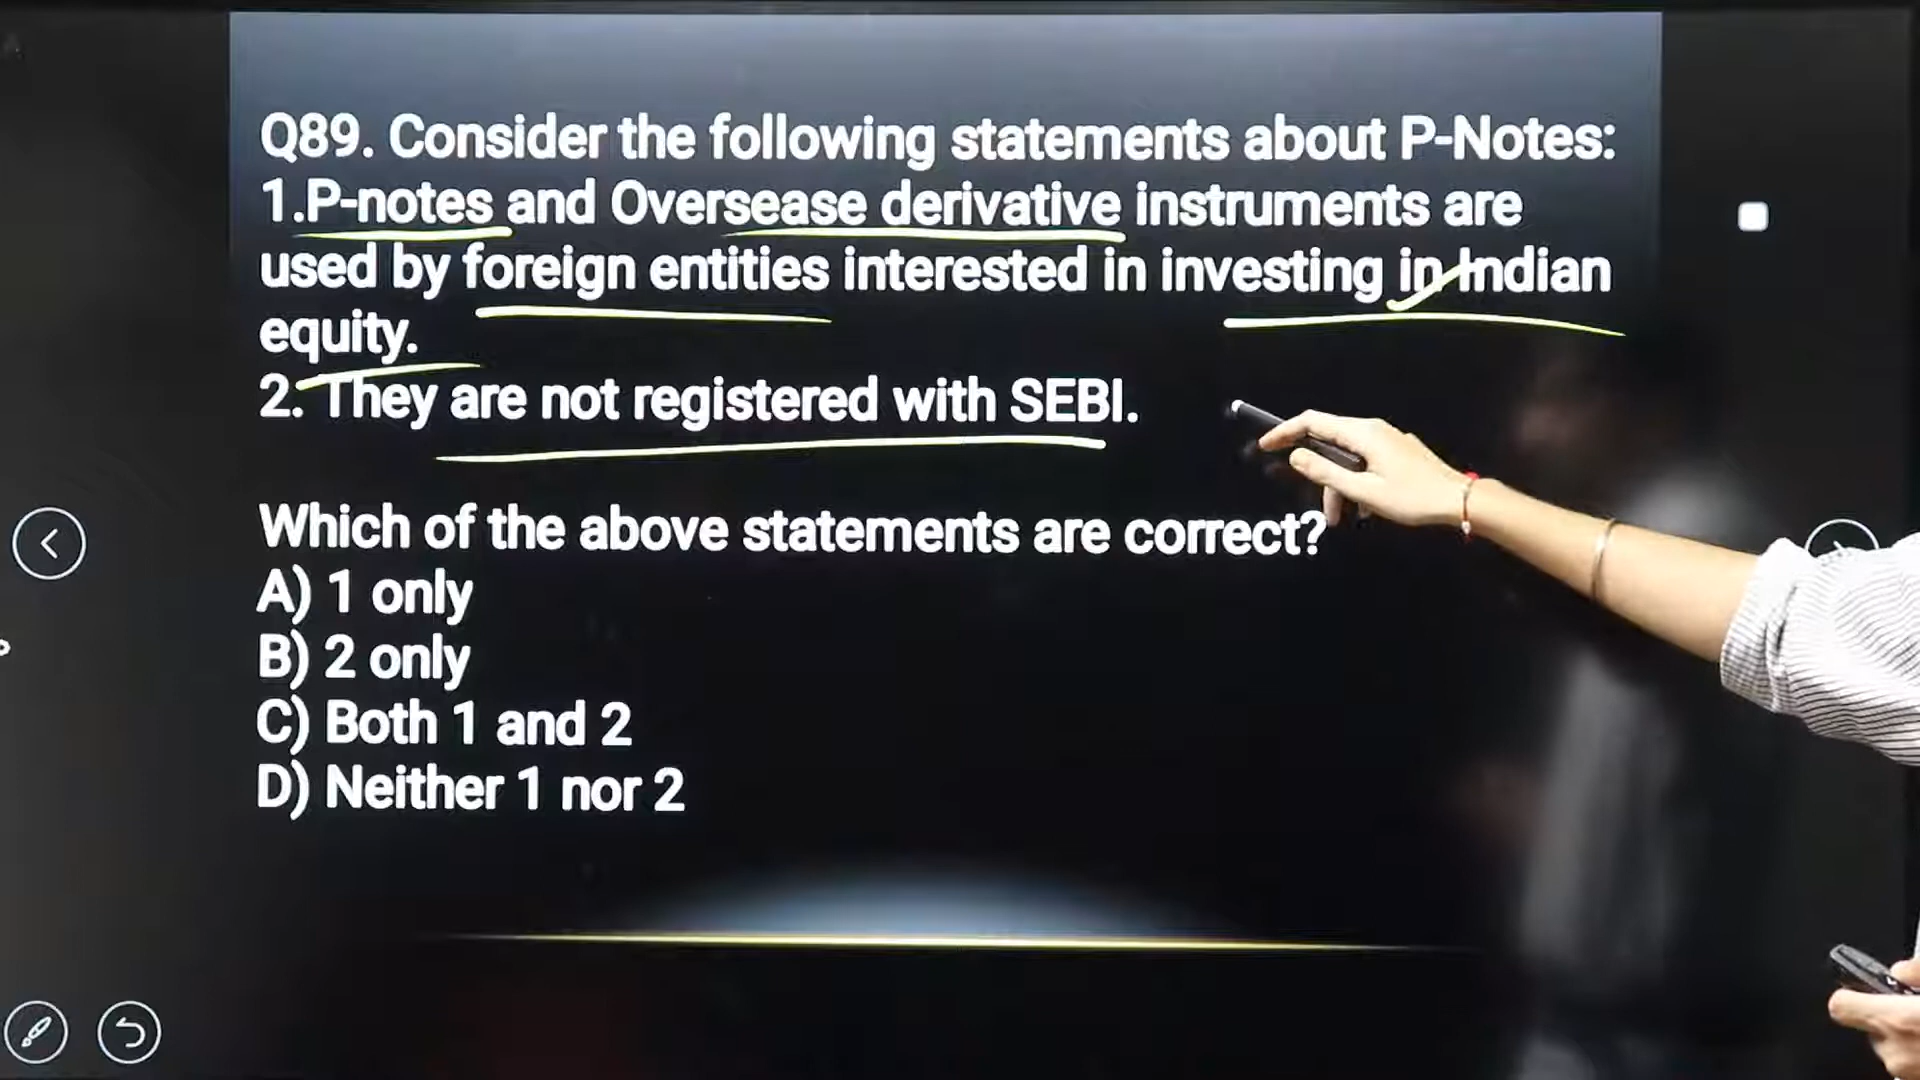 Q89. Consider the following statements about P-Notes:
1.P-notes and Oversease derivative instruments are
used by foreign entities interested in investing in Indian
equity.
2. They are not registered with SEBI.
Which of the above statements are correct?
A) 1 only
B) 2 only
C) Both 1 and 2
D) Neither 1 nor 2